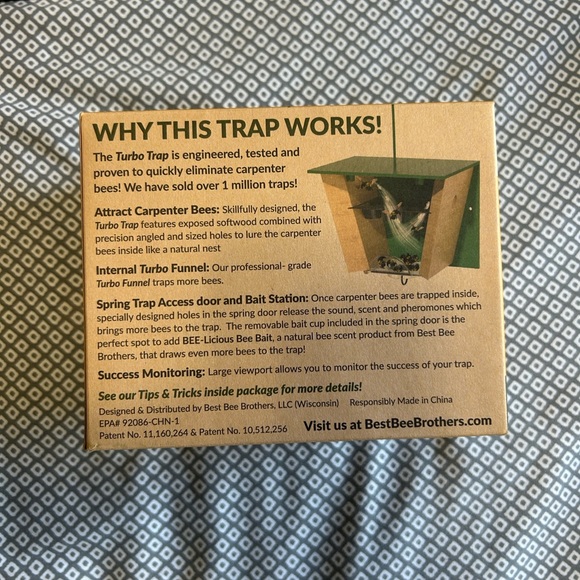 WHY THIS TRAP WORKS!
The Turbo Trap is engineered, tested and
proven to quickly eliminate carpenter
bees! We have sold over 1 million traps!
Attract Carpenter Bees: Skillfully designed, the
Turbo Trap features exposed softwood combined with
precision angled and sized holes to lure the carpenter
bees inside like a natural nest
Internal Turbo Funnel: Our professional- grade
Turbo Funnel traps more bees.
Spring Trap Access door and Bait Station: Once carpenter bees are trapped inside,
specially designed holes in the spring door release the sound, scent and pheromones which
brings more bees to the trap. The removable bait cup included in the spring door is the
perfect spot to add BEE-Licious Bee Bait, a natural bee scent product from Best Bee
Brothers, that draws even more bees to the trap!
Success Monitoring: Large viewport allows you to monitor the success of your trap.
See our Tips & Tricks inside package for more details!
Designed & Distributed by Best Bee Brothers, LLC (Wisconsin) Responsibly Made in China
EPA# 92086-CHN-1
Patent No. 11,160,264 & Patent No. 10,512,256 Visit us at BestBeeBrothers.com